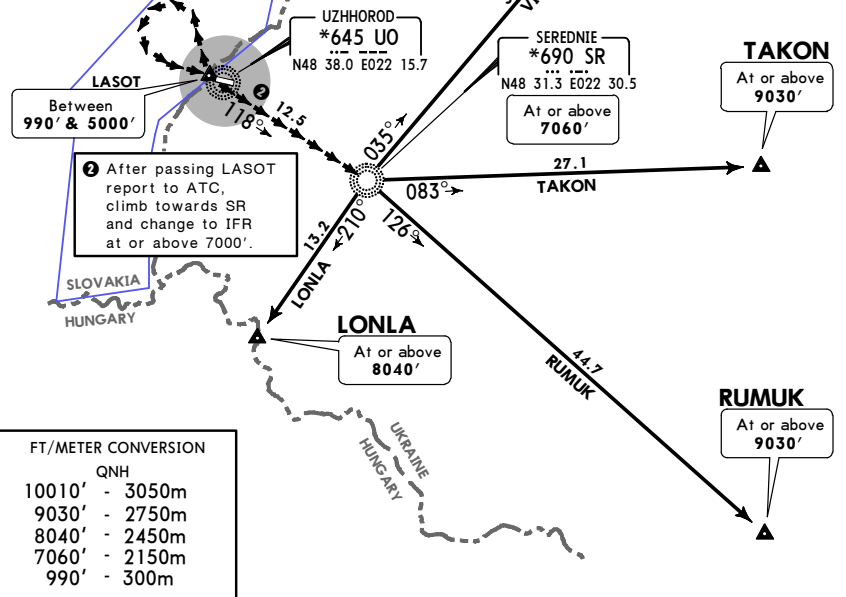 UZHHOROD
*645 UO
N48 38.0 E022 15.7
SEREDNIE
*690 SR
N48 31.3 E022 30.5
At or above
7060'
TAKON
At or above
9030'
LASOT
Between
990' & 5000'
118°
2
12.5
035°
27.1
TAKON
083°
2 After passing LASOT
report to ATC,
climb towards SR
and change to IFR
at or above 7000'.
13.2
210°
LONLA
126°
SLOVAKIA
HUNGARY
LONLA
At or above
8040'
44.7
RUMUK
RUMUK
At or above
9030'
UKRAINE
HUNGARY
FT/METER CONVERSION
QNH
10010' - 3050m
9030' - 2750m
8040' - 2450m
7060' - 2150m
990' - 300m